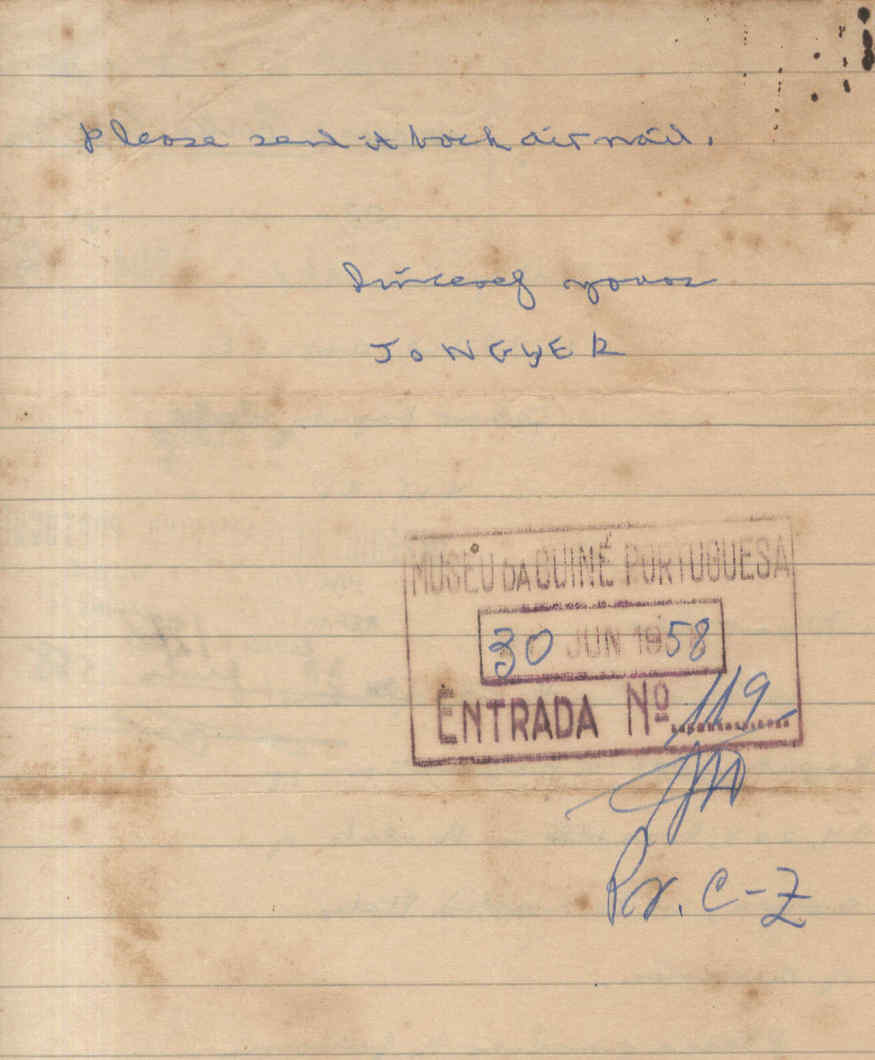 please send it back air mail.
Sincerely yours
JONGYER
MUSEU DA GUINÉ PORTUGUESA
30 JUN 1958
ENTRADA Nº 119
Pr. C-Z